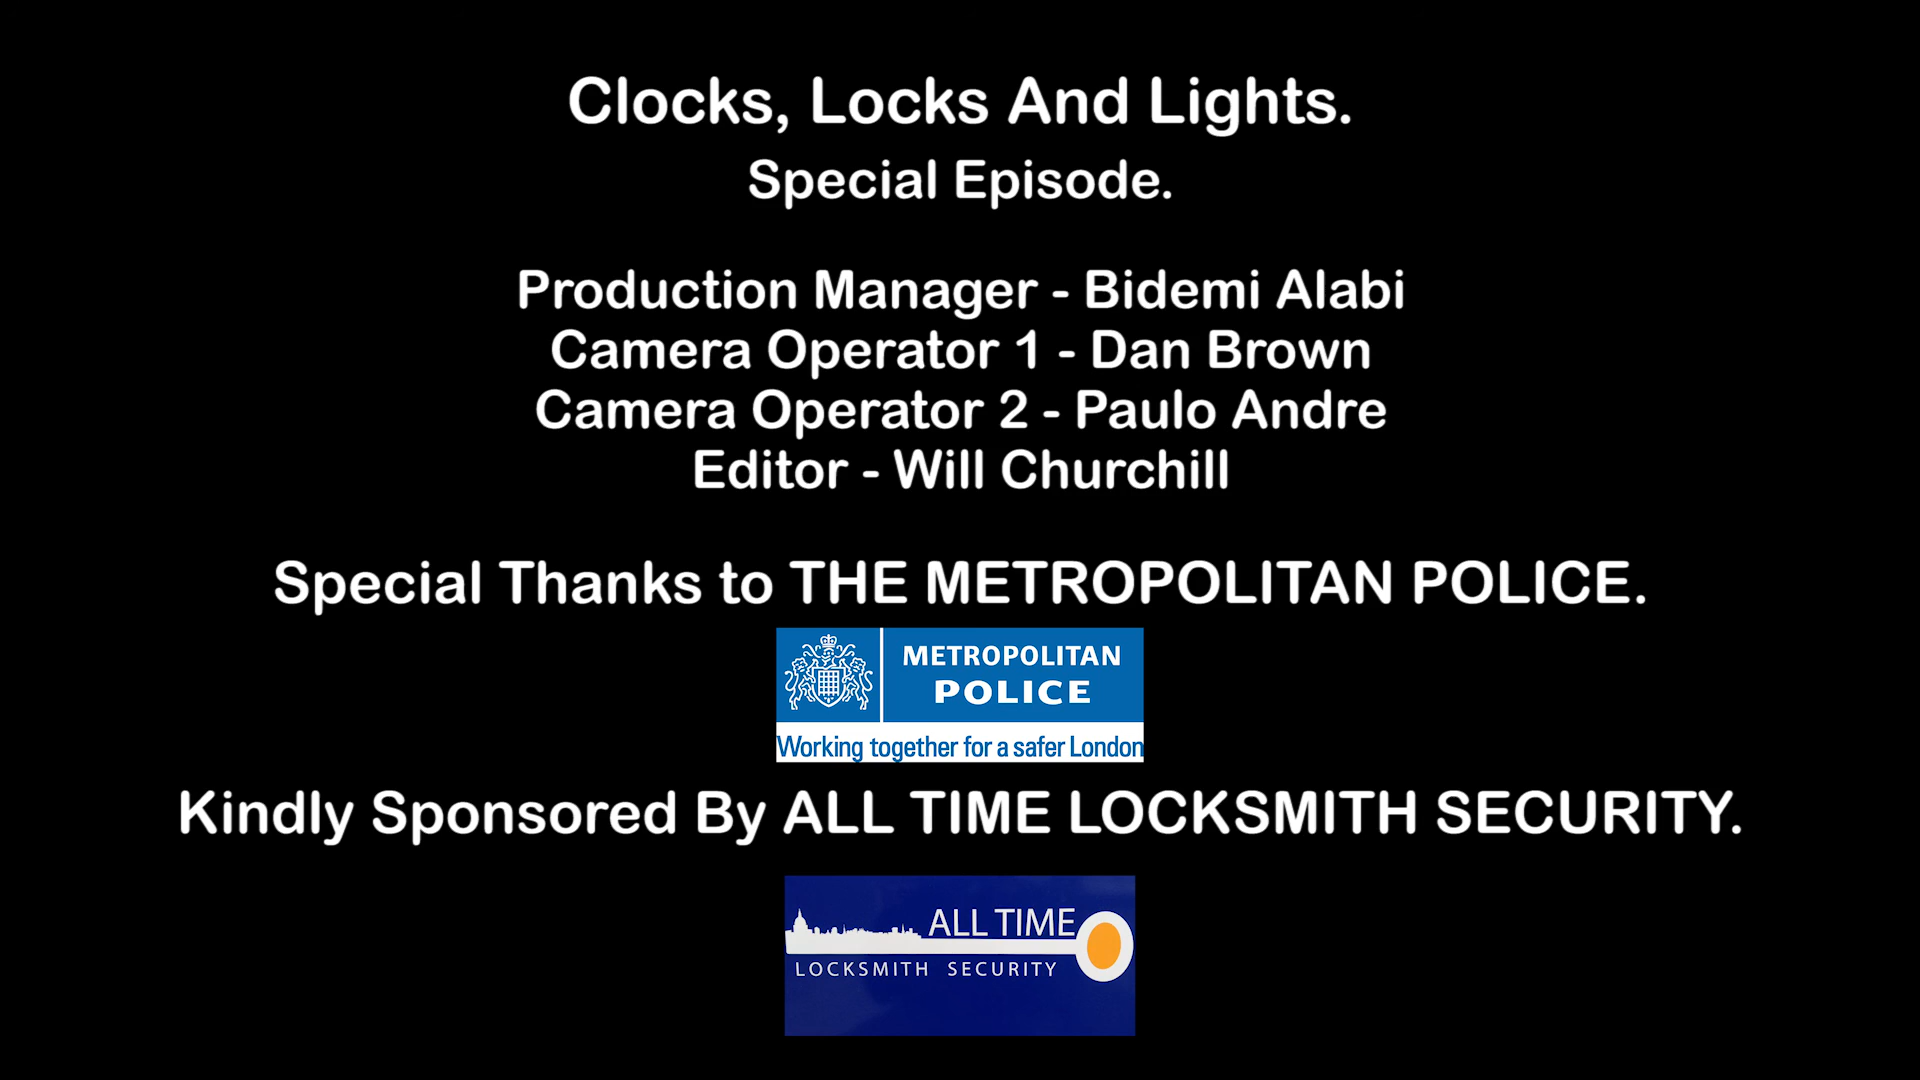 Clocks, Locks And Lights.
Special Episode.
Production Manager - Bidemi Alabi
Camera Operator 1 - Dan Brown
Camera Operator 2 - Paulo Andre
Editor - Will Churchill
Special Thanks to THE METROPOLITAN POLICE.
METROPOLITAN
POLICE
Working together for a safer London
Kindly Sponsored By ALL TIME LOCKSMITH SECURITY.
ALL TIME
LOCKSMITH SECURITY